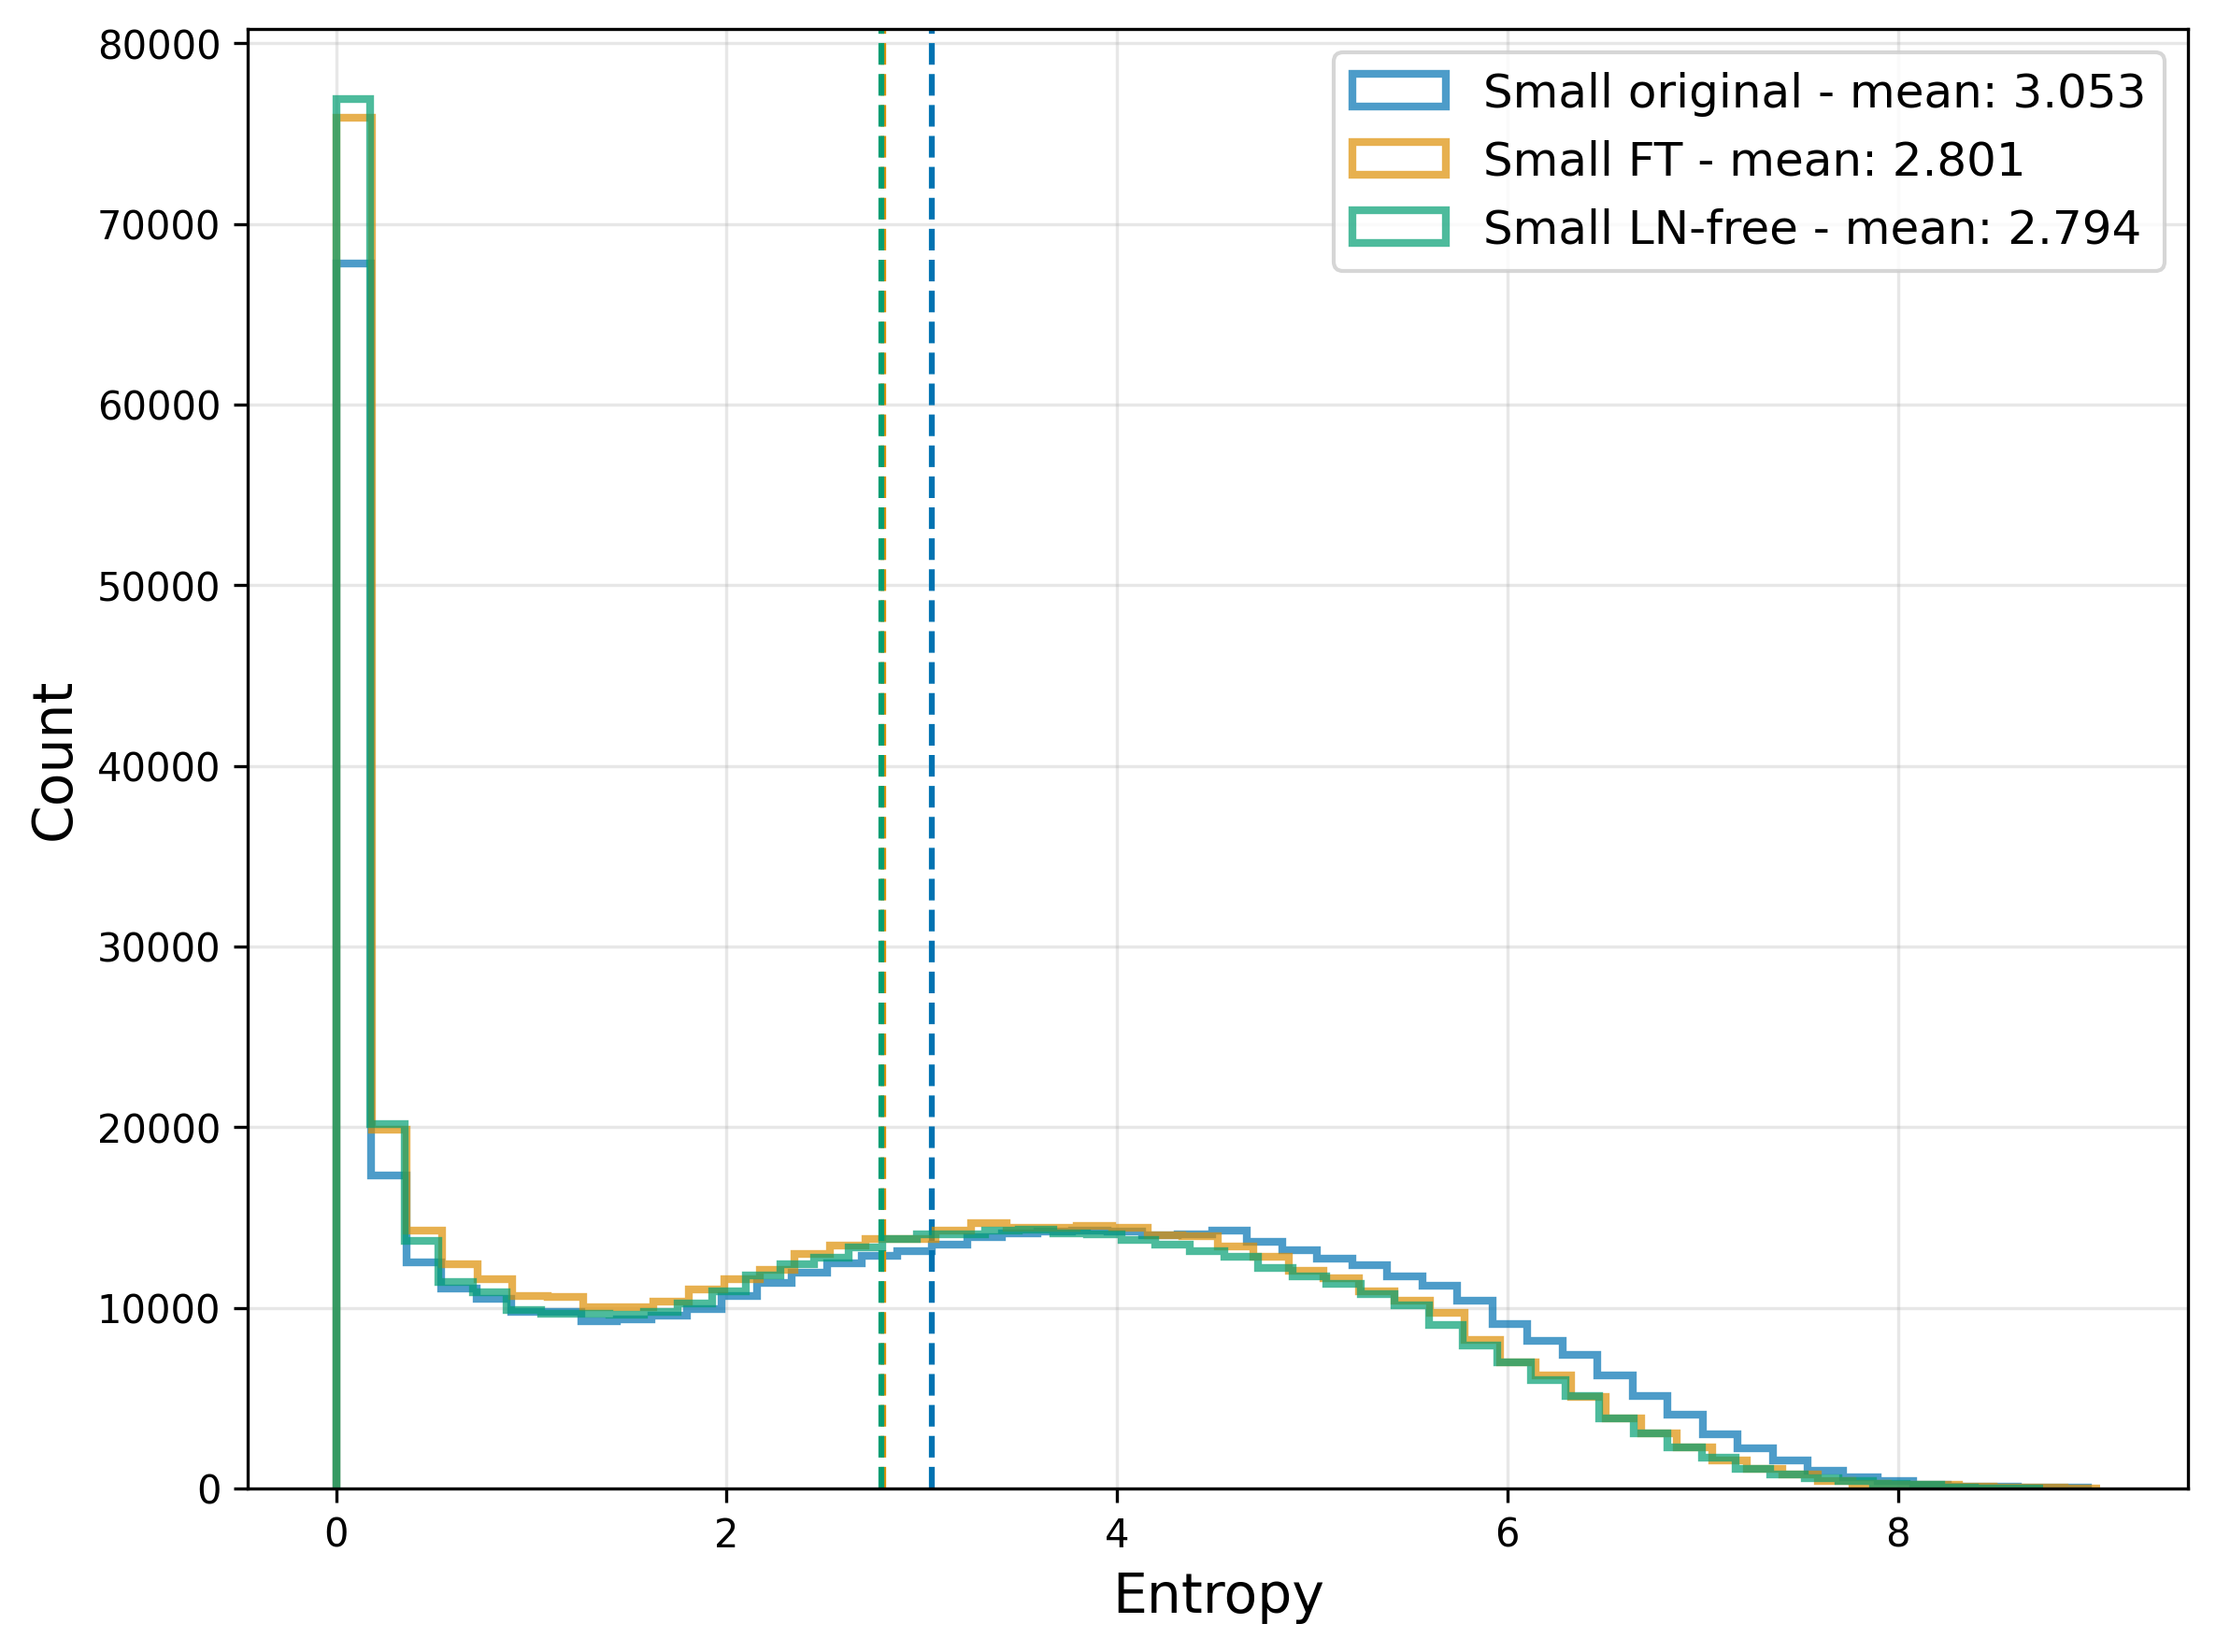 80000
70000
60000
50000
40000
30000
20000
10000
0
Count
Small original - mean: 3.053
Small FT - mean: 2.801
Small LN-free - mean: 2.794
0 2 4 6 8
Entropy